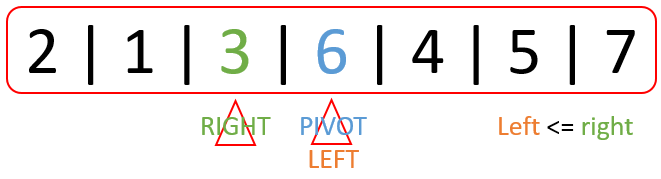 2 | 1 | 3 | 6 | 4 | 5 | 7
RIGHT PIVOT Left <= right
LEFT